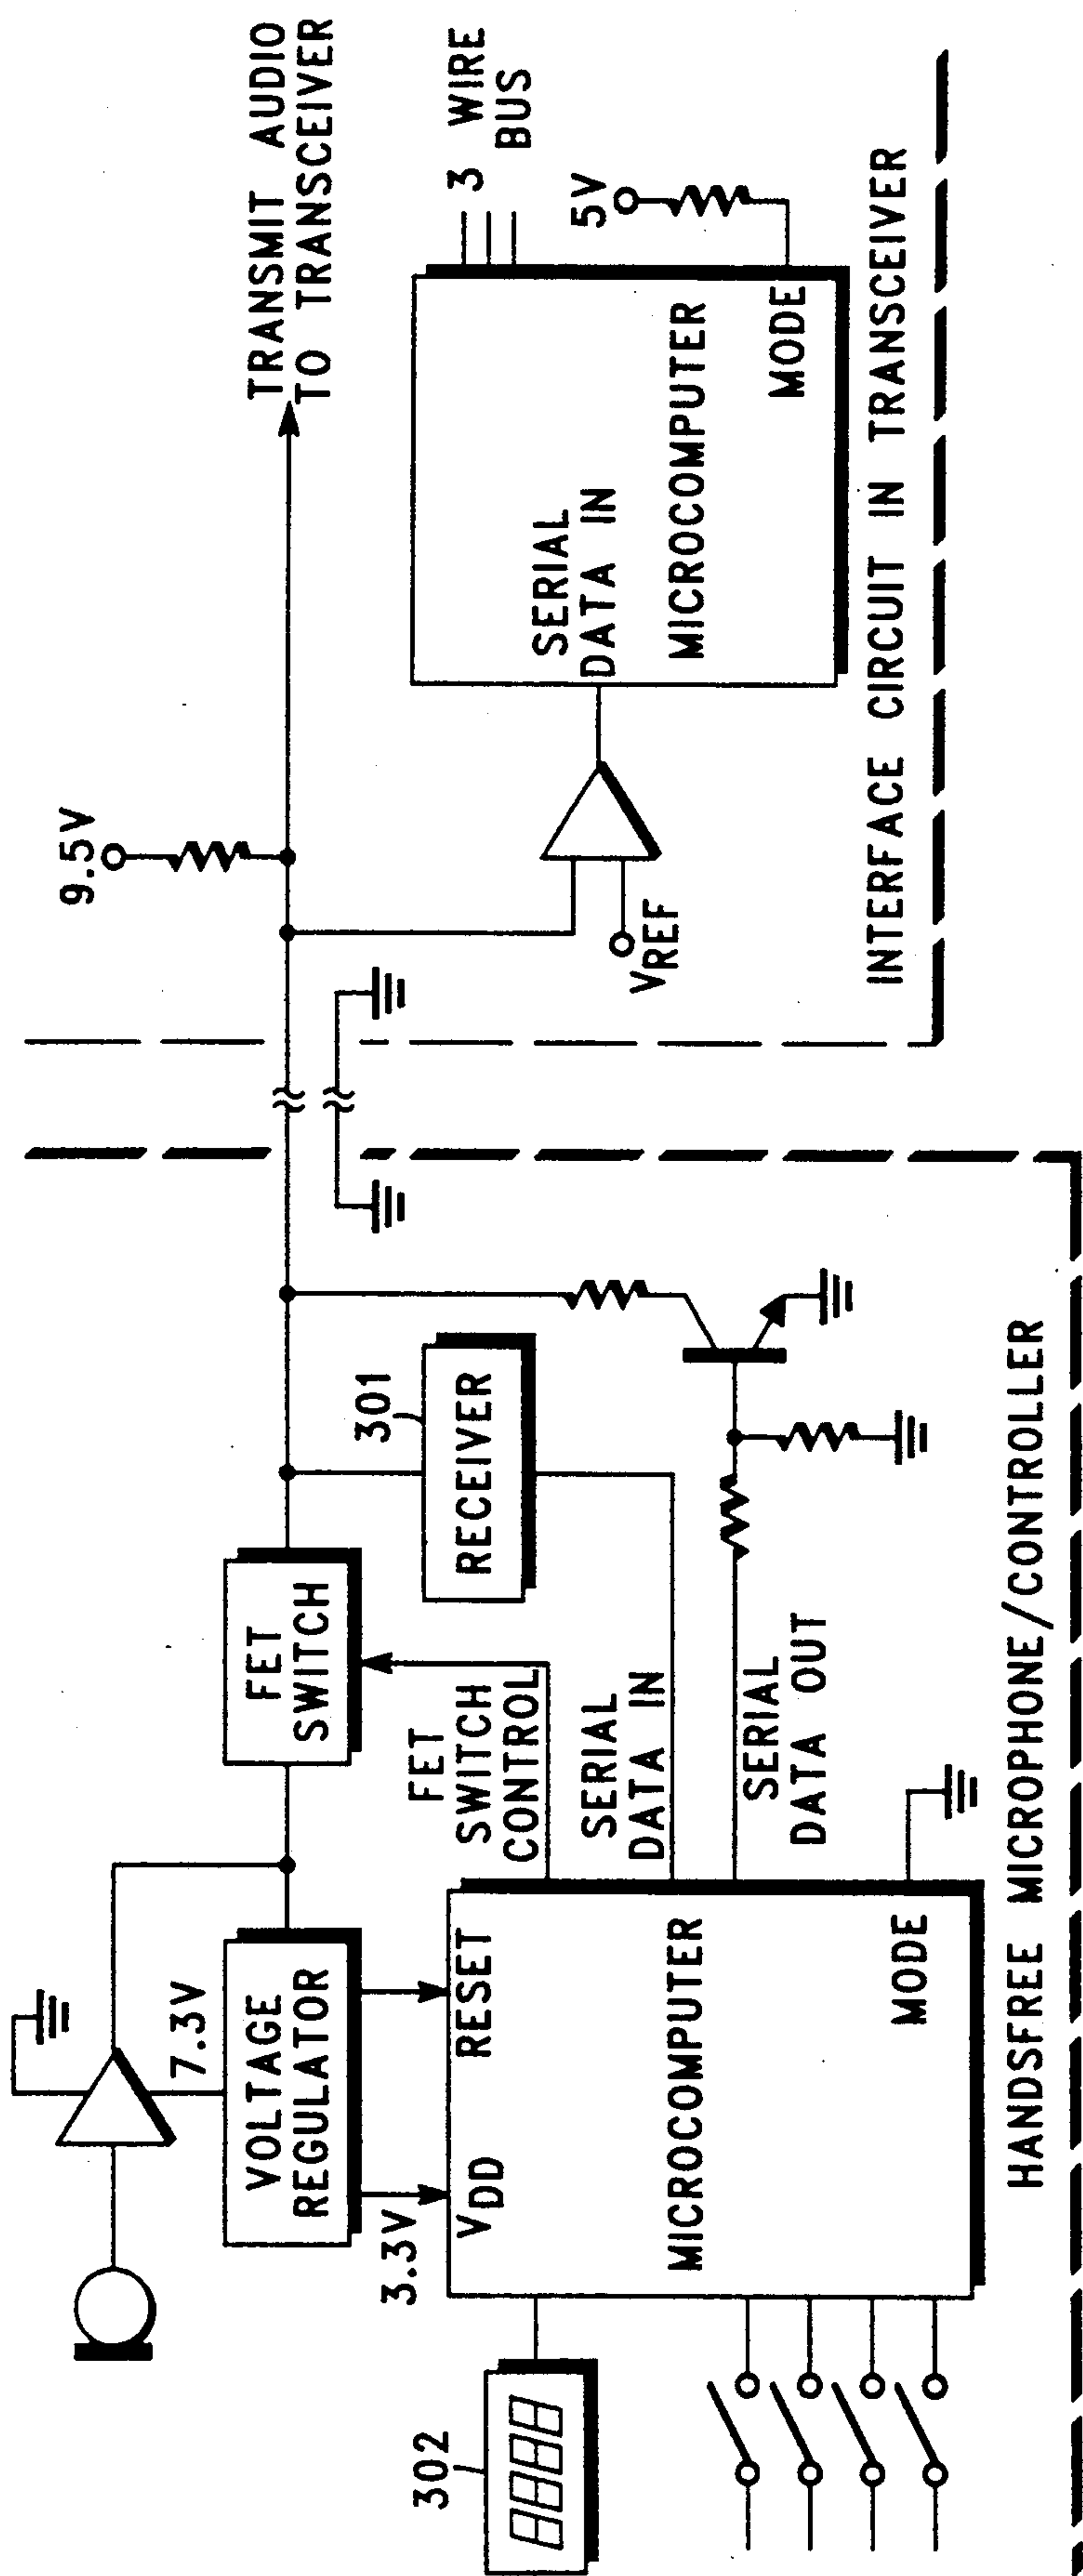 7.3V
VOLTAGE
REGULATOR
3.3V
FET
SWITCH
301
RECEIVER
FET
SWITCH
CONTROL
SERIAL
DATA IN
SERIAL
DATA OUT
VDD
RESET
MICROCOMPUTER
MODE
302
8888
HANDSFREE MICROPHONE/CONTROLLER
9.5V
TRANSMIT AUDIO
TO TRANSCEIVER
VREF
SERIAL
DATA IN
MICROCOMPUTER
MODE
3 WIRE
BUS
5V
INTERFACE CIRCUIT IN TRANSCEIVER